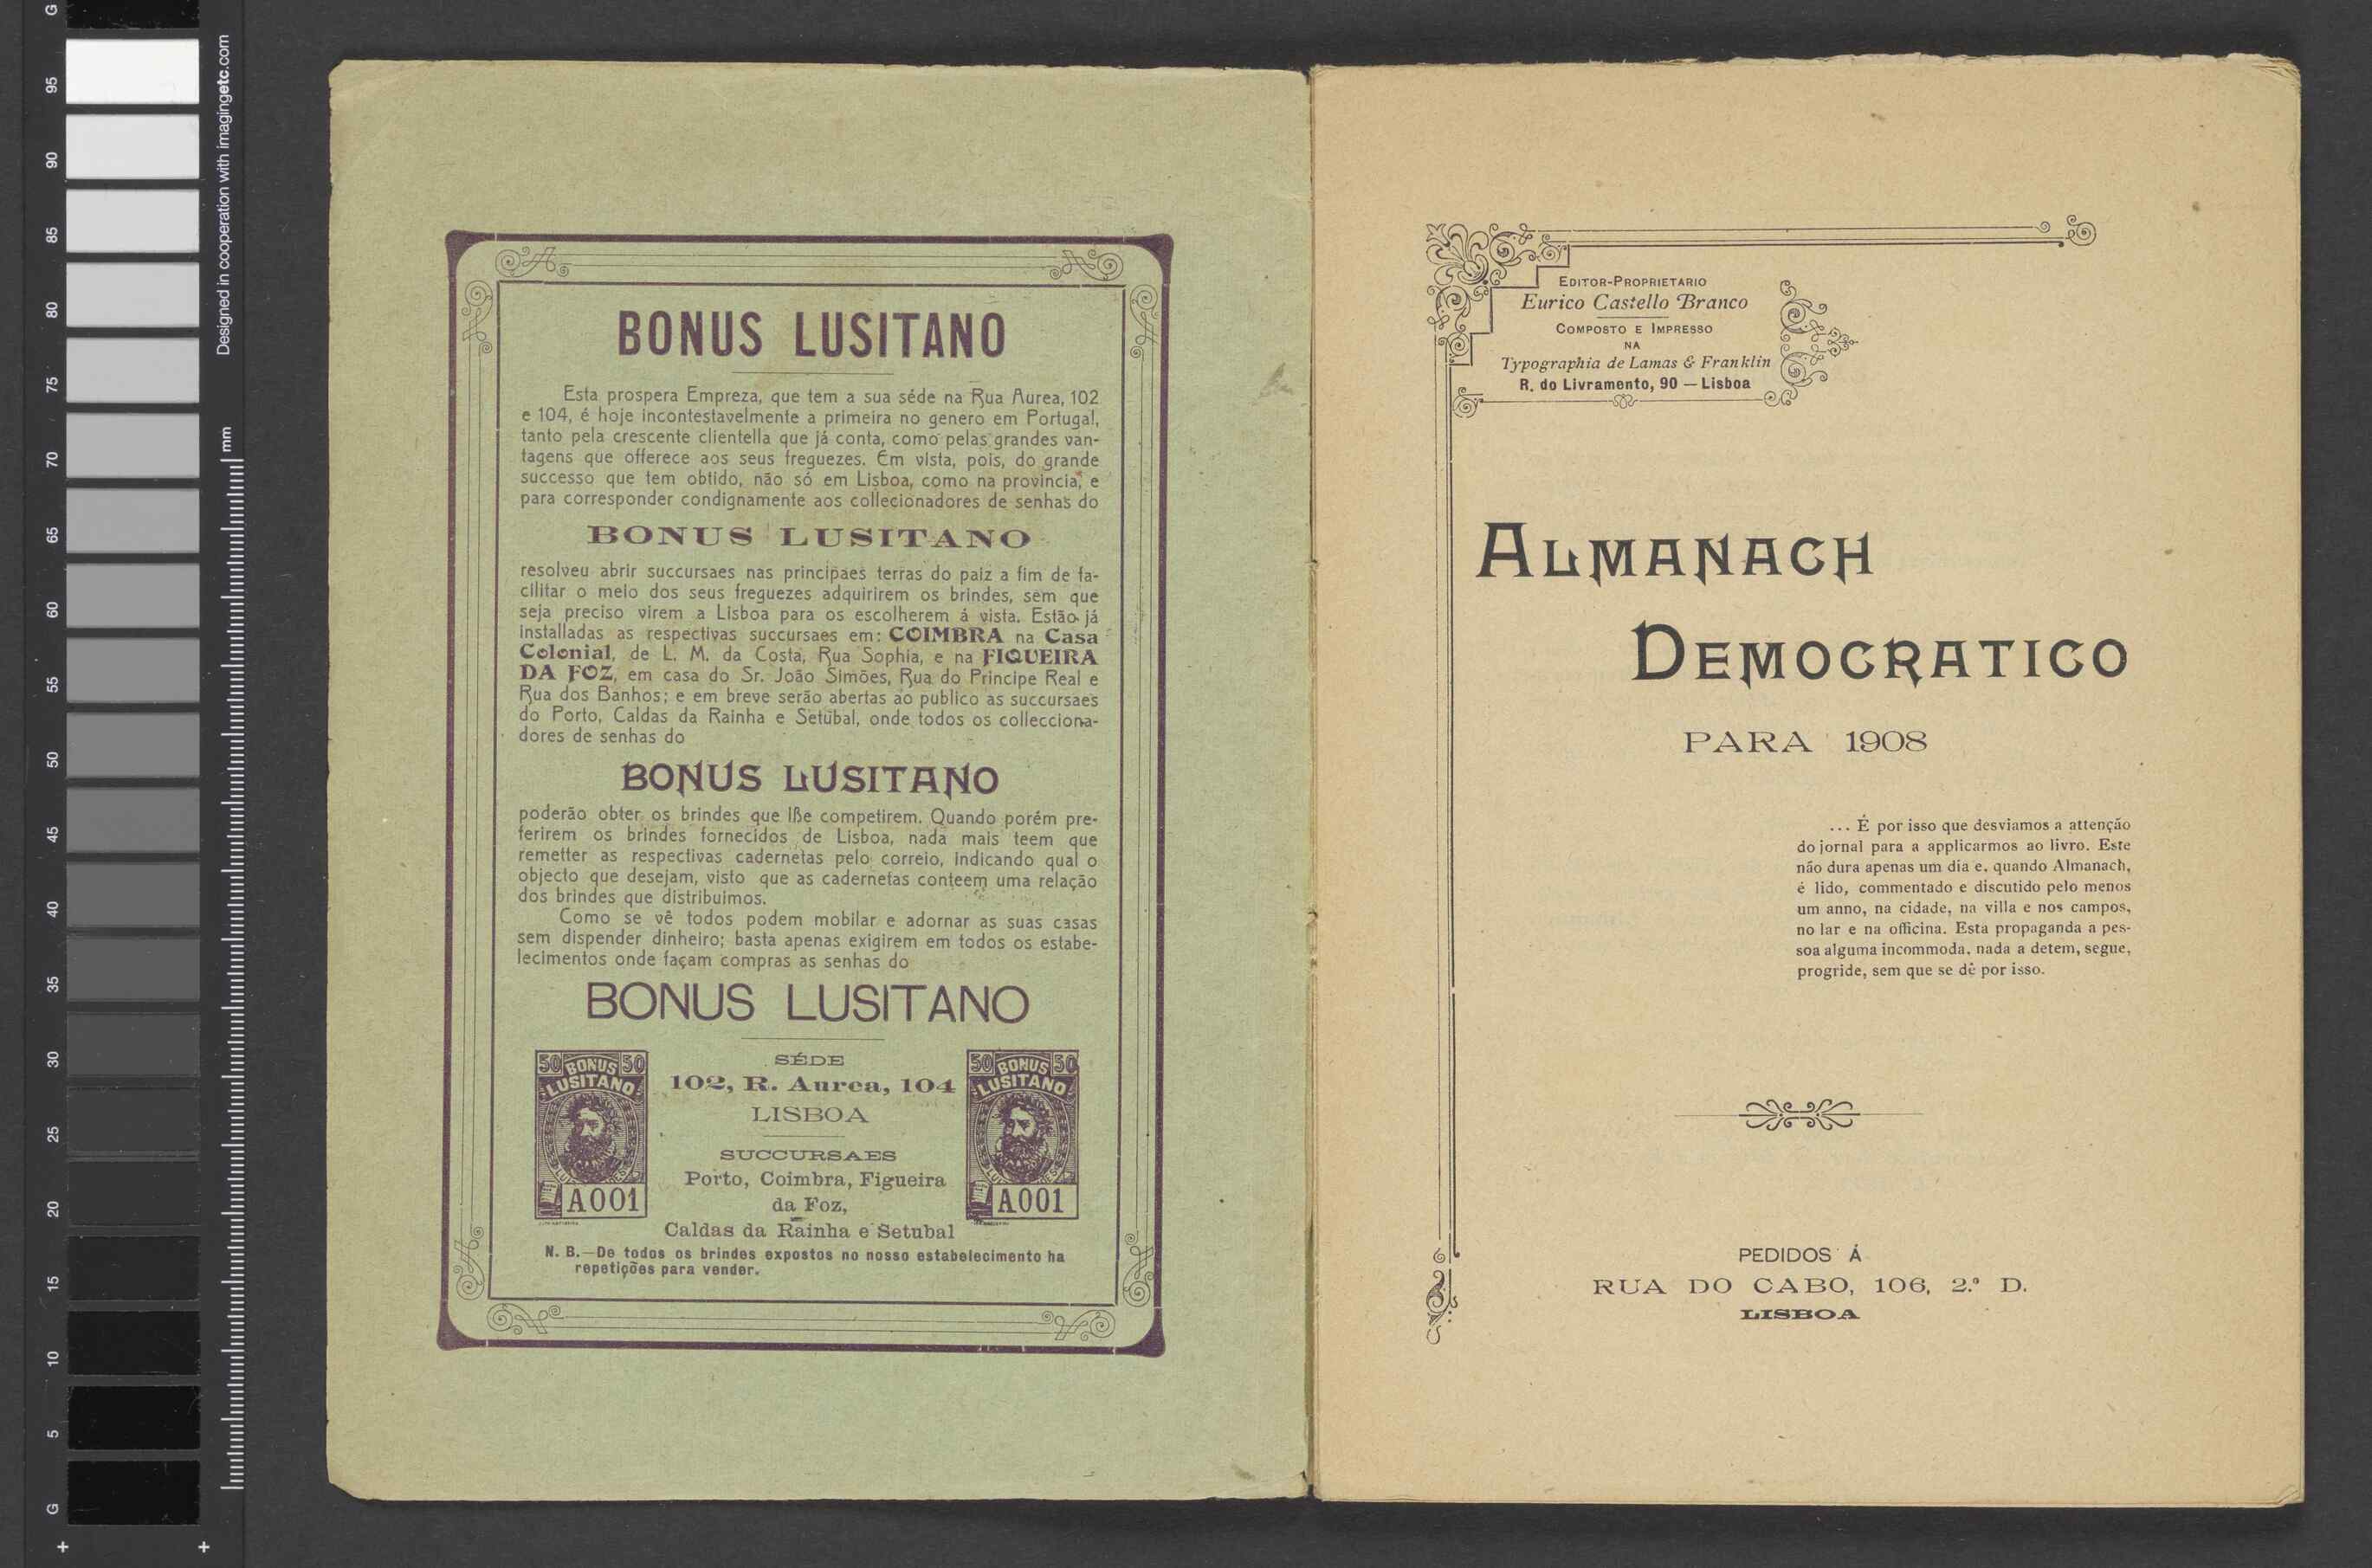 BONUS LUSITANO
Esta prospera Empreza, que tem a sua séde na Rua Aurea, 102
e 104, é hoje incontestavelmente a primeira no genero em Portugal,
tanto pela crescente clientella que já conta, como pelas grandes van-
tagens que offerece aos seus freguezes. Em vista, pois, do grande
successo que tem obtido, não só em Lisboa, como na provincia, e
para corresponder condignamente aos collecionadores de senhas do
BONUS LUSITANO
resolveu abrir succursaes nas principaes terras do paiz a fim de fa-
cilitar o meio dos seus freguezes adquirirem os brindes, sem que
seja preciso virem a Lisboa para os escolherem á vista. Estão já
installadas as respectivas succursaes em: COIMBRA na Casa
Colonial, de L. M. da Costa, Rua Sophia, e na FIGUEIRA
DA FOZ, em casa do Sr. João Simões, Rua do Principe Real e
Rua dos Banhos; e em breve serão abertas ao publico as succursaes
do Porto, Caldas da Rainha e Setubal, onde todos os collecciona-
dores de senhas do
BONUS LUSITANO
poderão obter os brindes que lhe competirem. Quando porém pre-
ferirem os brindes fornecidos de Lisboa, nada mais teem que
remetter as respectivas cadernetas pelo correio, indicando qual o
objecto que desejam, visto que as cadernetas conteem uma relação
dos brindes que distribuimos.
Como se vê todos podem mobilar e adornar as suas casas
sem dispender dinheiro; basta apenas exigirem em todos os estabe-
lecimentos onde façam compras as senhas do
BONUS LUSITANO
50 BONUS 50
LUSITANO
A001
SÉDE
102, R. Aurea, 104
LISBOA
SUCCURSAES
Porto, Coimbra, Figueira
da Foz,
Caldas da Rainha e Setubal
50 BONUS 50
LUSITANO
A001
N. B.—De todos os brindes expostos no nosso estabelecimento ha
repetições para vender.
EDITOR-PROPRIETARIO
Eurico Castello Branco
COMPOSTO E IMPRESSO
NA
Typographia de Lamas & Franklin
R. do Livramento, 90 — Lisboa
ALMANACH
DEMOCRATICO
PARA 1908
... É por isso que desviamos a attenção
do jornal para a applicarmos ao livro. Este
não dura apenas um dia e, quando Almanach,
é lido, commentado e discutido pelo menos
um anno, na cidade, na villa e nos campos,
no lar e na officina. Esta propaganda a pes-
soa alguma incommoda, nada a detem, segue,
progride, sem que se dê por isso.
PEDIDOS Á
RUA DO CABO, 106, 2.º D.
LISBOA
Designed in cooperation with imagingetc.com
mm
G
95
90
85
80
75
70
65
60
55
50
45
40
35
30
25
20
15
10
5
G